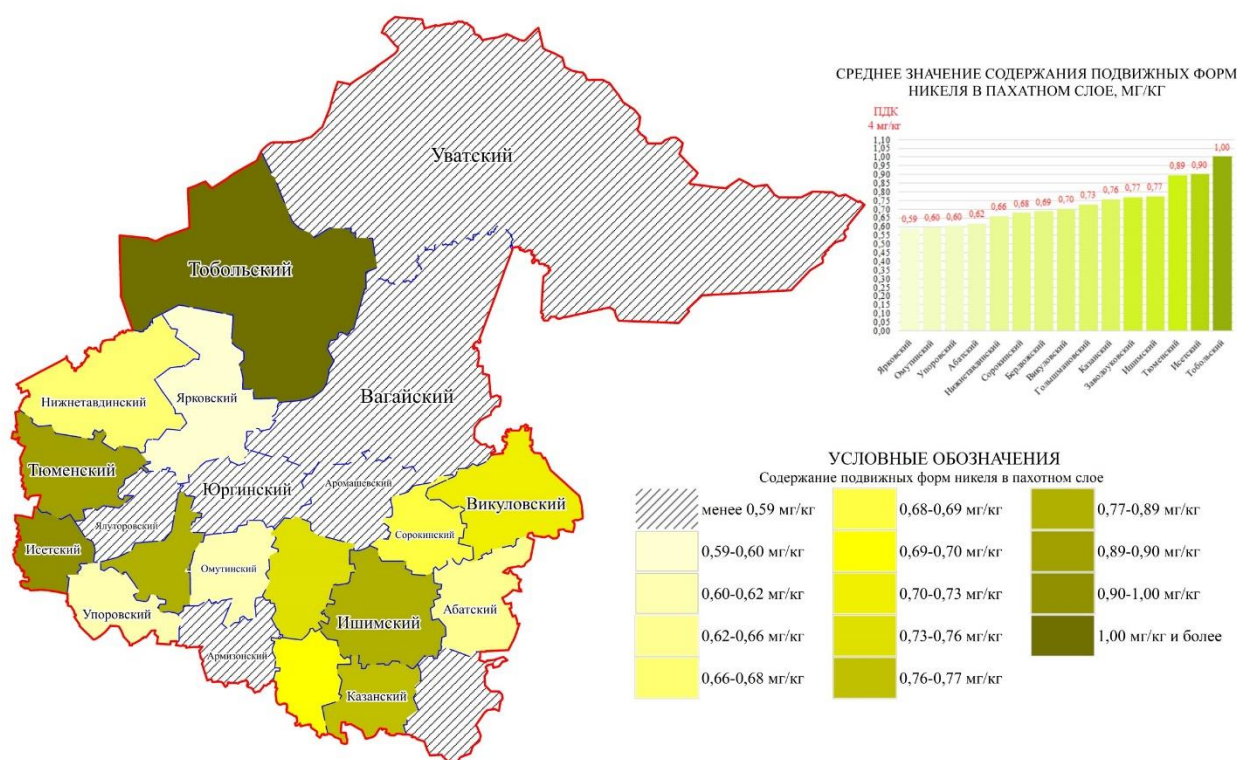 СРЕДНЕЕ ЗНАЧЕНИЕ СОДЕРЖАНИЯ ПОДВИЖНЫХ ФОРМ
НИКЕЛЯ В ПАХАТНОМ СЛОЕ, МГ/КГ
ПДК
4 мг/кг
1,10
1,05
1,00
0,95
0,90
0,85
0,80
0,75
0,70
0,65
0,60
0,55
0,50
0,45
0,40
0,35
0,30
0,25
0,20
0,15
0,10
0,05
0,00
0,59 0,60 0,60 0,62 0,66 0,68 0,69 0,70 0,73 0,76 0,77 0,77 0,89 0,90 1,00
Ярковский
Омутинский
Упоровский
Абатский
Нижнетавдинский
Сорокинский
Бердюжский
Викуловский
Голышмановский
Казанский
Заводоуковский
Ишимский
Тюменский
Исетский
Тобольский
Уватский
Тобольский
Вагайский
Ярковский
Нижнетавдинский
Тюменский
Юргинский
Аромашевский
Викуловский
Ялуторовский
Сорокинский
Исетский
Омутинский
Упоровский
Ишимский
Абатский
Армизонский
Казанский
УСЛОВНЫЕ ОБОЗНАЧЕНИЯ
Содержание подвижных форм никеля в пахотном слое
менее 0,59 мг/кг
0,59-0,60 мг/кг
0,60-0,62 мг/кг
0,62-0,66 мг/кг
0,66-0,68 мг/кг
0,68-0,69 мг/кг
0,69-0,70 мг/кг
0,70-0,73 мг/кг
0,73-0,76 мг/кг
0,76-0,77 мг/кг
0,77-0,89 мг/кг
0,89-0,90 мг/кг
0,90-1,00 мг/кг
1,00 мг/кг и более